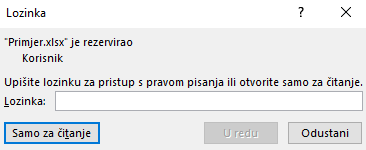 Lozinka
?
"Primjer.xlsx" je rezervirao
Korisnik
Upišite lozinku za pristup s pravom pisanja ili otvorite samo za čitanje.
Lozinka:
Samo za čitanje
U redu
Odustani